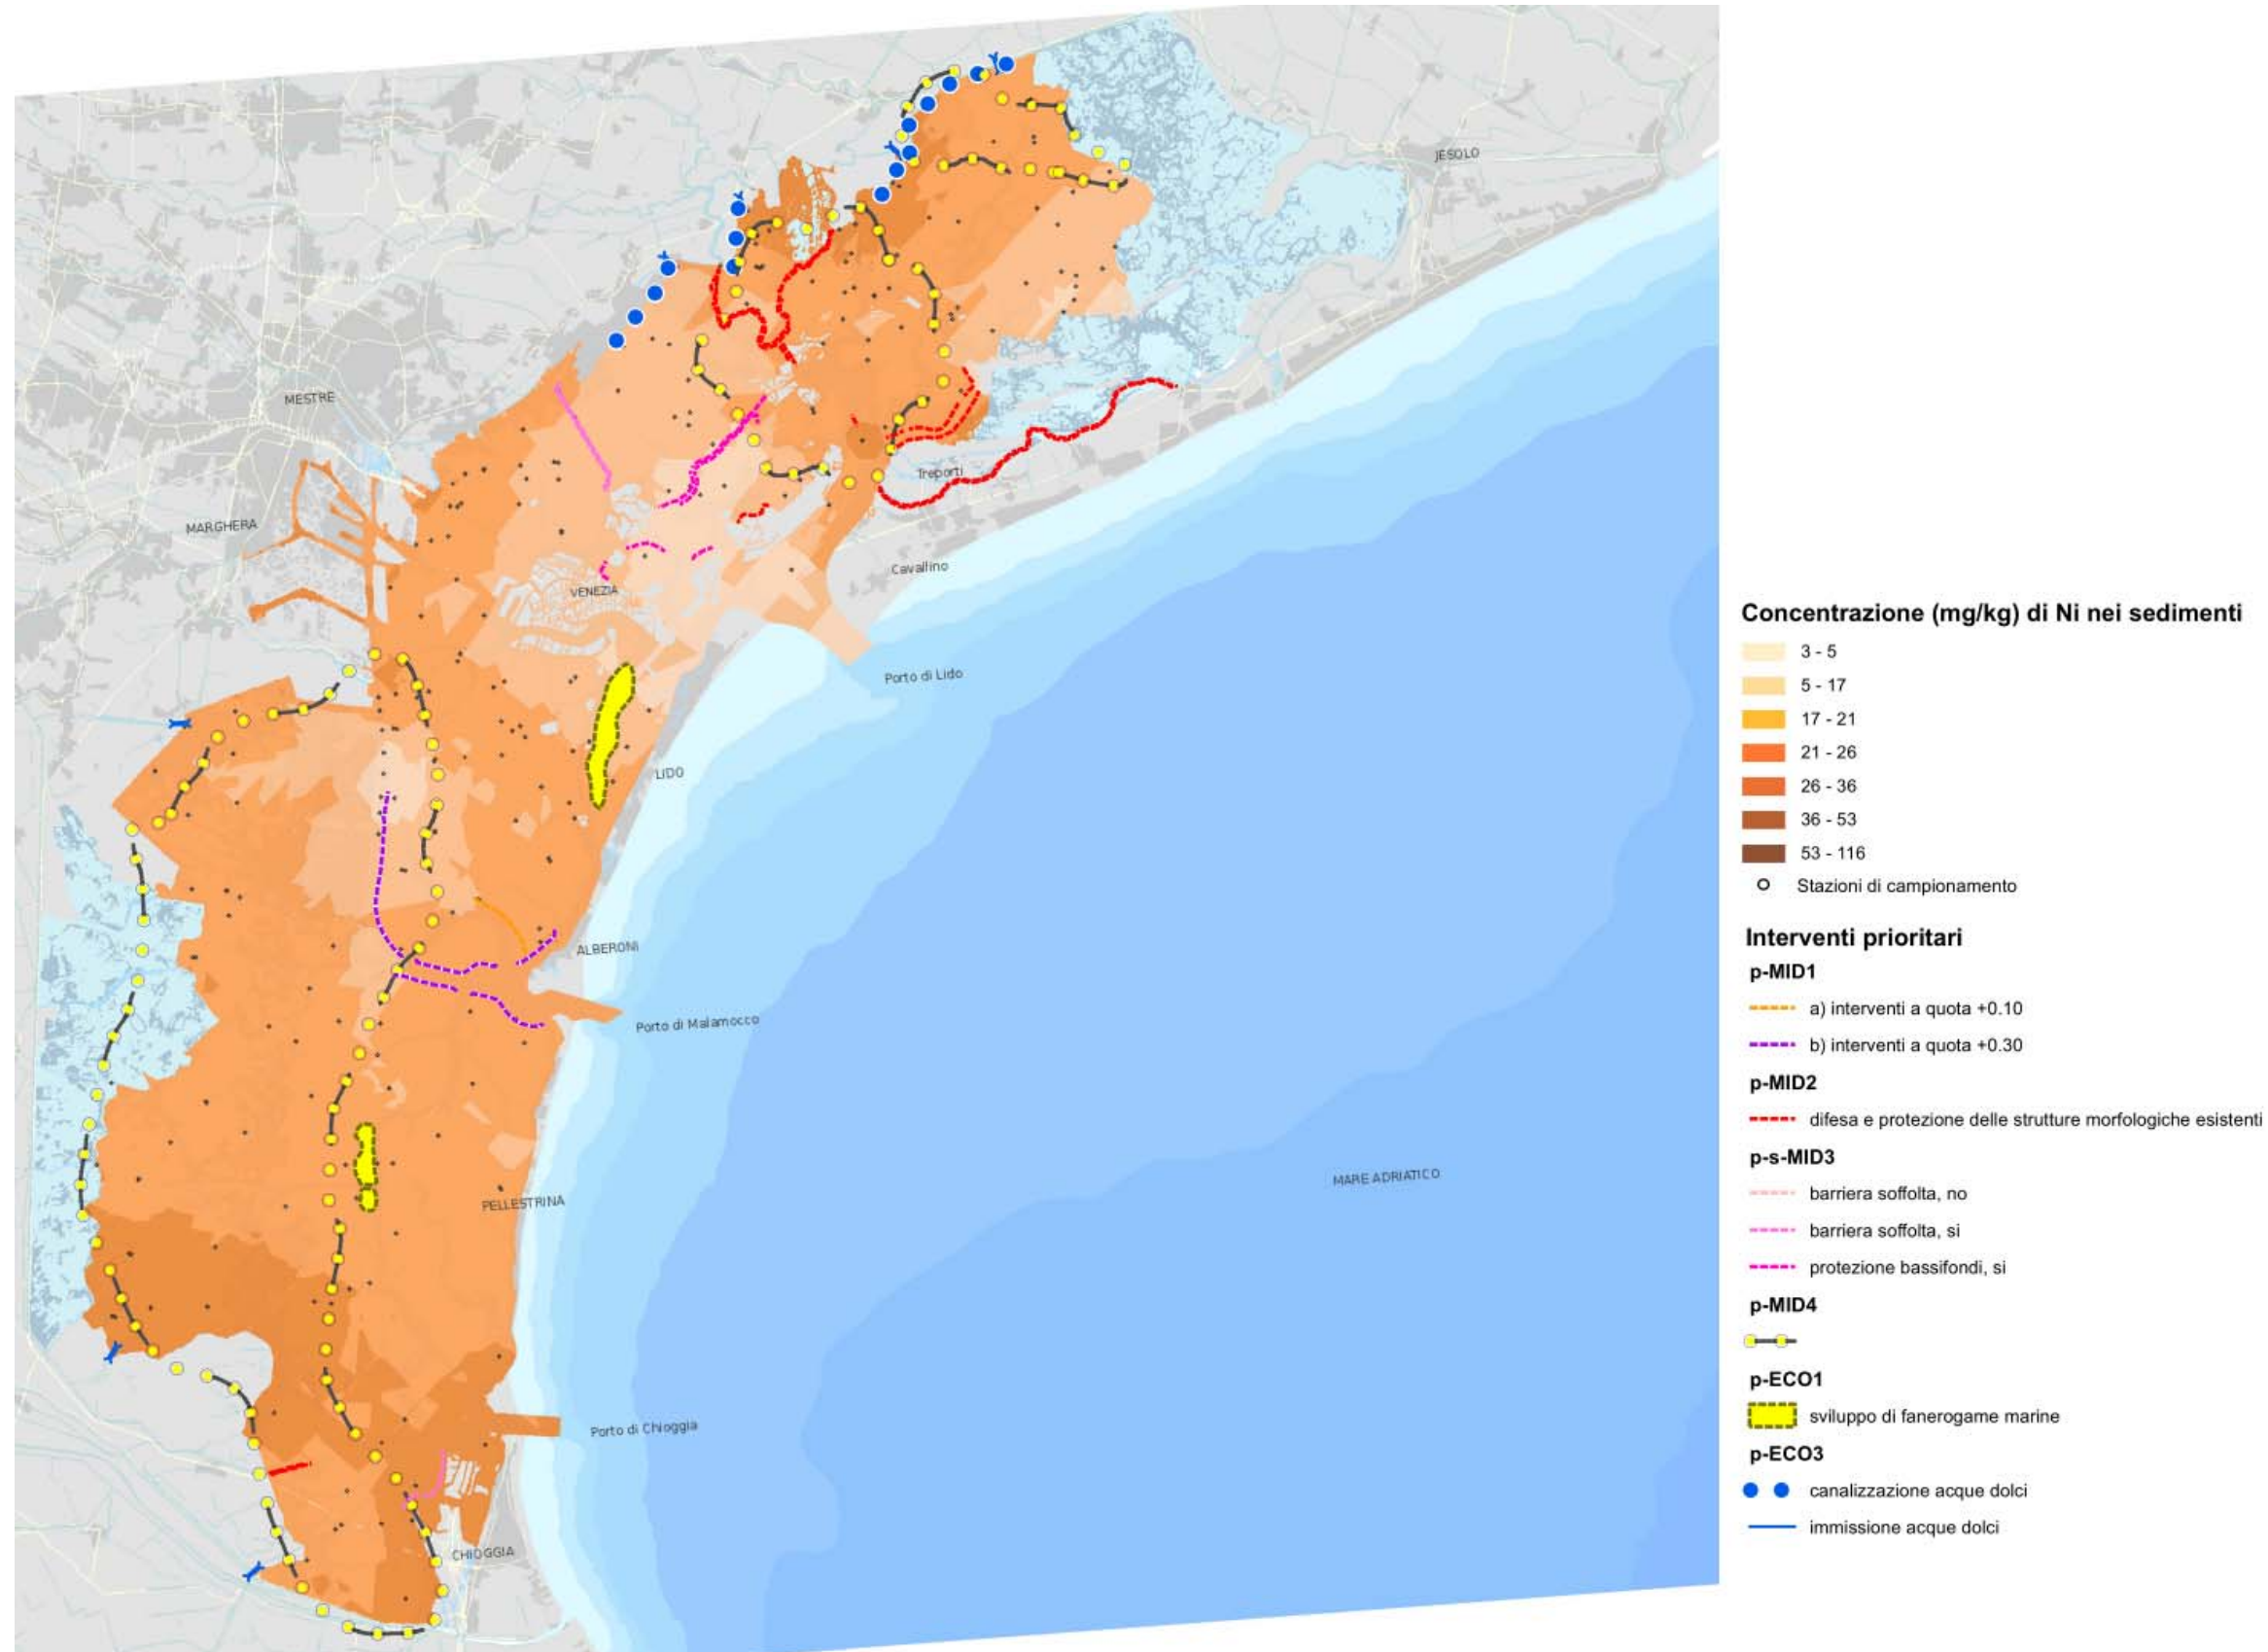 JESOLO
MESTRE
Treporti
MARGHERA
Cavallino
VENEZIA
Porto di Lido
LIDO
ALBERONI
Porto di Malamocco
MARE ADRIATICO
PELLESTRINA
Porto di Chioggia
CHIOGGIA
Concentrazione (mg/kg) di Ni nei sedimenti
3 - 5
5 - 17
17 - 21
21 - 26
26 - 36
36 - 53
53 - 116
Stazioni di campionamento
Interventi prioritari
p-MID1
a) interventi a quota +0.10
b) interventi a quota +0.30
p-MID2
difesa e protezione delle strutture morfologiche esistenti
p-s-MID3
barriera soffolta, no
barriera soffolta, si
protezione bassifondi, si
p-MID4
p-ECO1
sviluppo di fanerogame marine
p-ECO3
canalizzazione acque dolci
immissione acque dolci